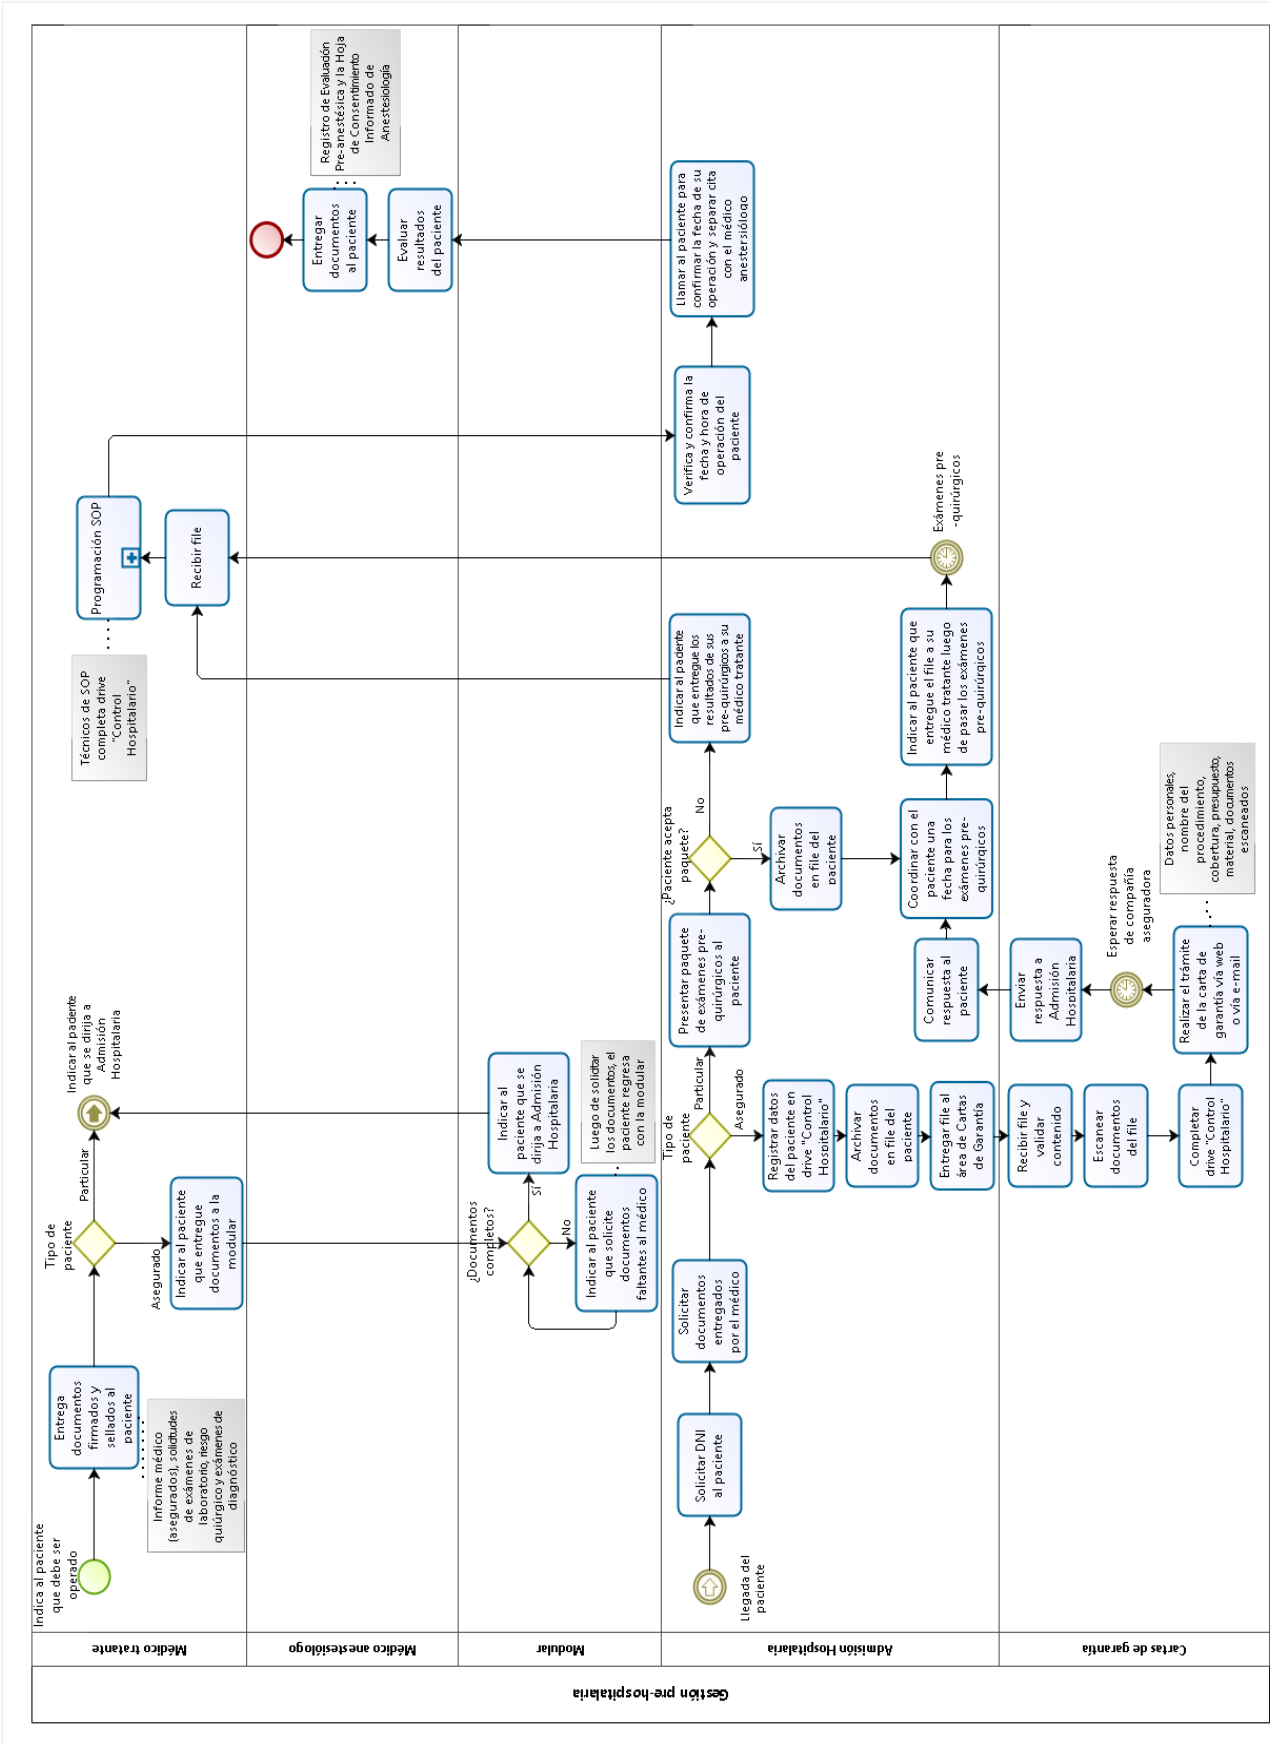 Gestión pre-hospitalaria
Médico tratante
Indica al paciente
que debe ser
operado
Entrega
documentos
firmados y
sellados al
paciente
Informe médico
(asegurados), solicitudes
de exámenes de
laboratorio, riesgo
quiúrgico y exámenes de
diagnóstico
Tipo de
paciente
Particular
Asegurado
Indicar al paciente
que entregue
documentos a la
modular
Indicar al paciente
que se dirija a
Admisión
Hospitalaria
Técnicos de SOP
completa drive
"Control
Hospitalario"
Programación SOP
Recibir file
Médico anestesiólogo
Evaluar
resultados
del paciente
Entregar
documentos
al paciente
Registro de Evaluación
Pre-anestésica y la Hoja
de Consentimiento
Informado de
Anestesiología
Modular
¿Documentos
completos?
Sí
No
Indicar al paciente
que solicite
documentos
faltantes al médico
Luego de solicitar
los documentos, el
paciente regresa
con la modular
Indicar al
paciente que se
dirija a Admisión
Hospitalaria
Admisión Hospitalaria
Llegada del
paciente
Solicitar DNI
al paciente
Solicitar
documentos
entregados
por el médico
Tipo de
paciente
Particular
Asegurado
Registrar datos
del paciente en
drive "Control
Hospitalario"
Archivar
documentos
en file del
paciente
Entregar file al
área de Cartas
de Garantía
Presentar paquete
de exámenes pre-
quirúrgicos al
paciente
¿Paciente acepta
paquete?
No
Sí
Archivar
documentos
en file del
paciente
Comunicar
respuesta al
paciente
Coordinar con el
paciente una
fecha para los
exámenes pre-
quirúrgicos
Indicar al paciente
que entregue los
resultados de sus
pre-quirúrgicos a su
médico tratante
Indicar al paciente que
entregue el file a su
médico tratante luego
de pasar los exámenes
pre-quirúrgicos
Exámenes pre
-quirúrgicos
Verifica y confirma la
fecha y hora de
operación del
paciente
Llamar al paciente para
confirmar la fecha de su
operación y separar cita
con el médico
anestersiólogo
Cartas de garantía
Recibir file y
validar
contenido
Escanear
documentos
del file
Completar
drive "Control
Hospitalario"
Realizar el trámite
de la carta de
garantía vía web
o vía e-mail
Datos personales,
nombre del
procedimiento,
cobertura, presupuesto,
material, documentos
escaneados
Esperar respuesta
de compañía
aseguradora
Enviar
respuesta a
Admisión
Hospitalaria